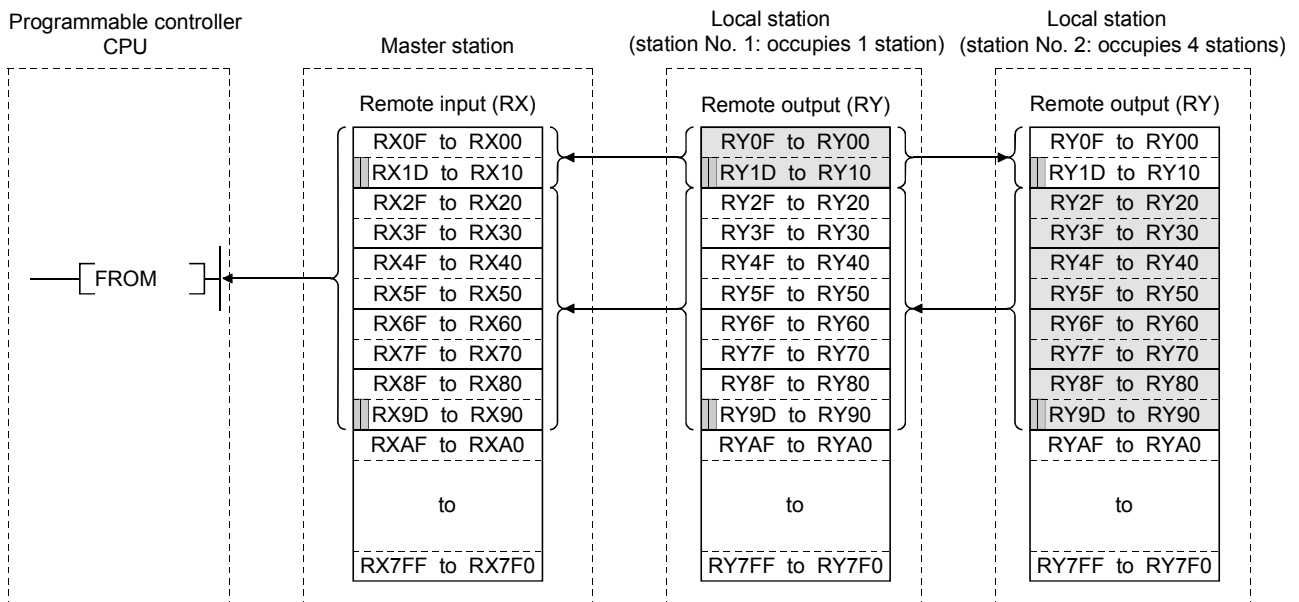 Programmable controller
CPU
Master station
Local station
(station No. 1: occupies 1 station)
Local station
(station No. 2: occupies 4 stations)
FROM
Remote input (RX)
RX0F to RX00
RX1D to RX10
RX2F to RX20
RX3F to RX30
RX4F to RX40
RX5F to RX50
RX6F to RX60
RX7F to RX70
RX8F to RX80
RX9D to RX90
RXAF to RXA0
to
RX7FF to RX7F0
Remote output (RY)
RY0F to RY00
RY1D to RY10
RY2F to RY20
RY3F to RY30
RY4F to RY40
RY5F to RY50
RY6F to RY60
RY7F to RY70
RY8F to RY80
RY9D to RY90
RYAF to RYA0
to
RY7FF to RY7F0
Remote output (RY)
RY0F to RY00
RY1D to RY10
RY2F to RY20
RY3F to RY30
RY4F to RY40
RY5F to RY50
RY6F to RY60
RY7F to RY70
RY8F to RY80
RY9D to RY90
RYAF to RYA0
to
RY7FF to RY7F0